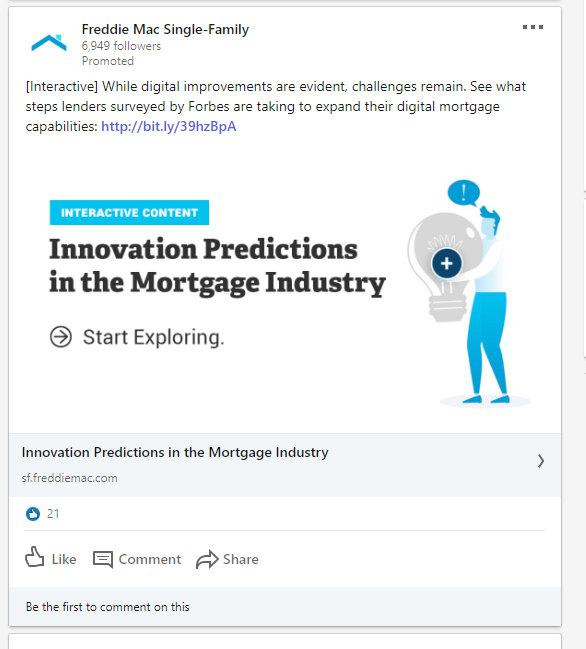 Freddie Mac Single-Family
6,949 followers
Promoted
[Interactive] While digital improvements are evident, challenges remain. See what
steps lenders surveyed by Forbes are taking to expand their digital mortgage
capabilities: http://bit.ly/39hzBpA
INTERACTIVE CONTENT
Innovation Predictions
in the Mortgage Industry
Start Exploring.
!
+
Innovation Predictions in the Mortgage Industry
sf.freddiemac.com
21
Like Comment Share
Be the first to comment on this